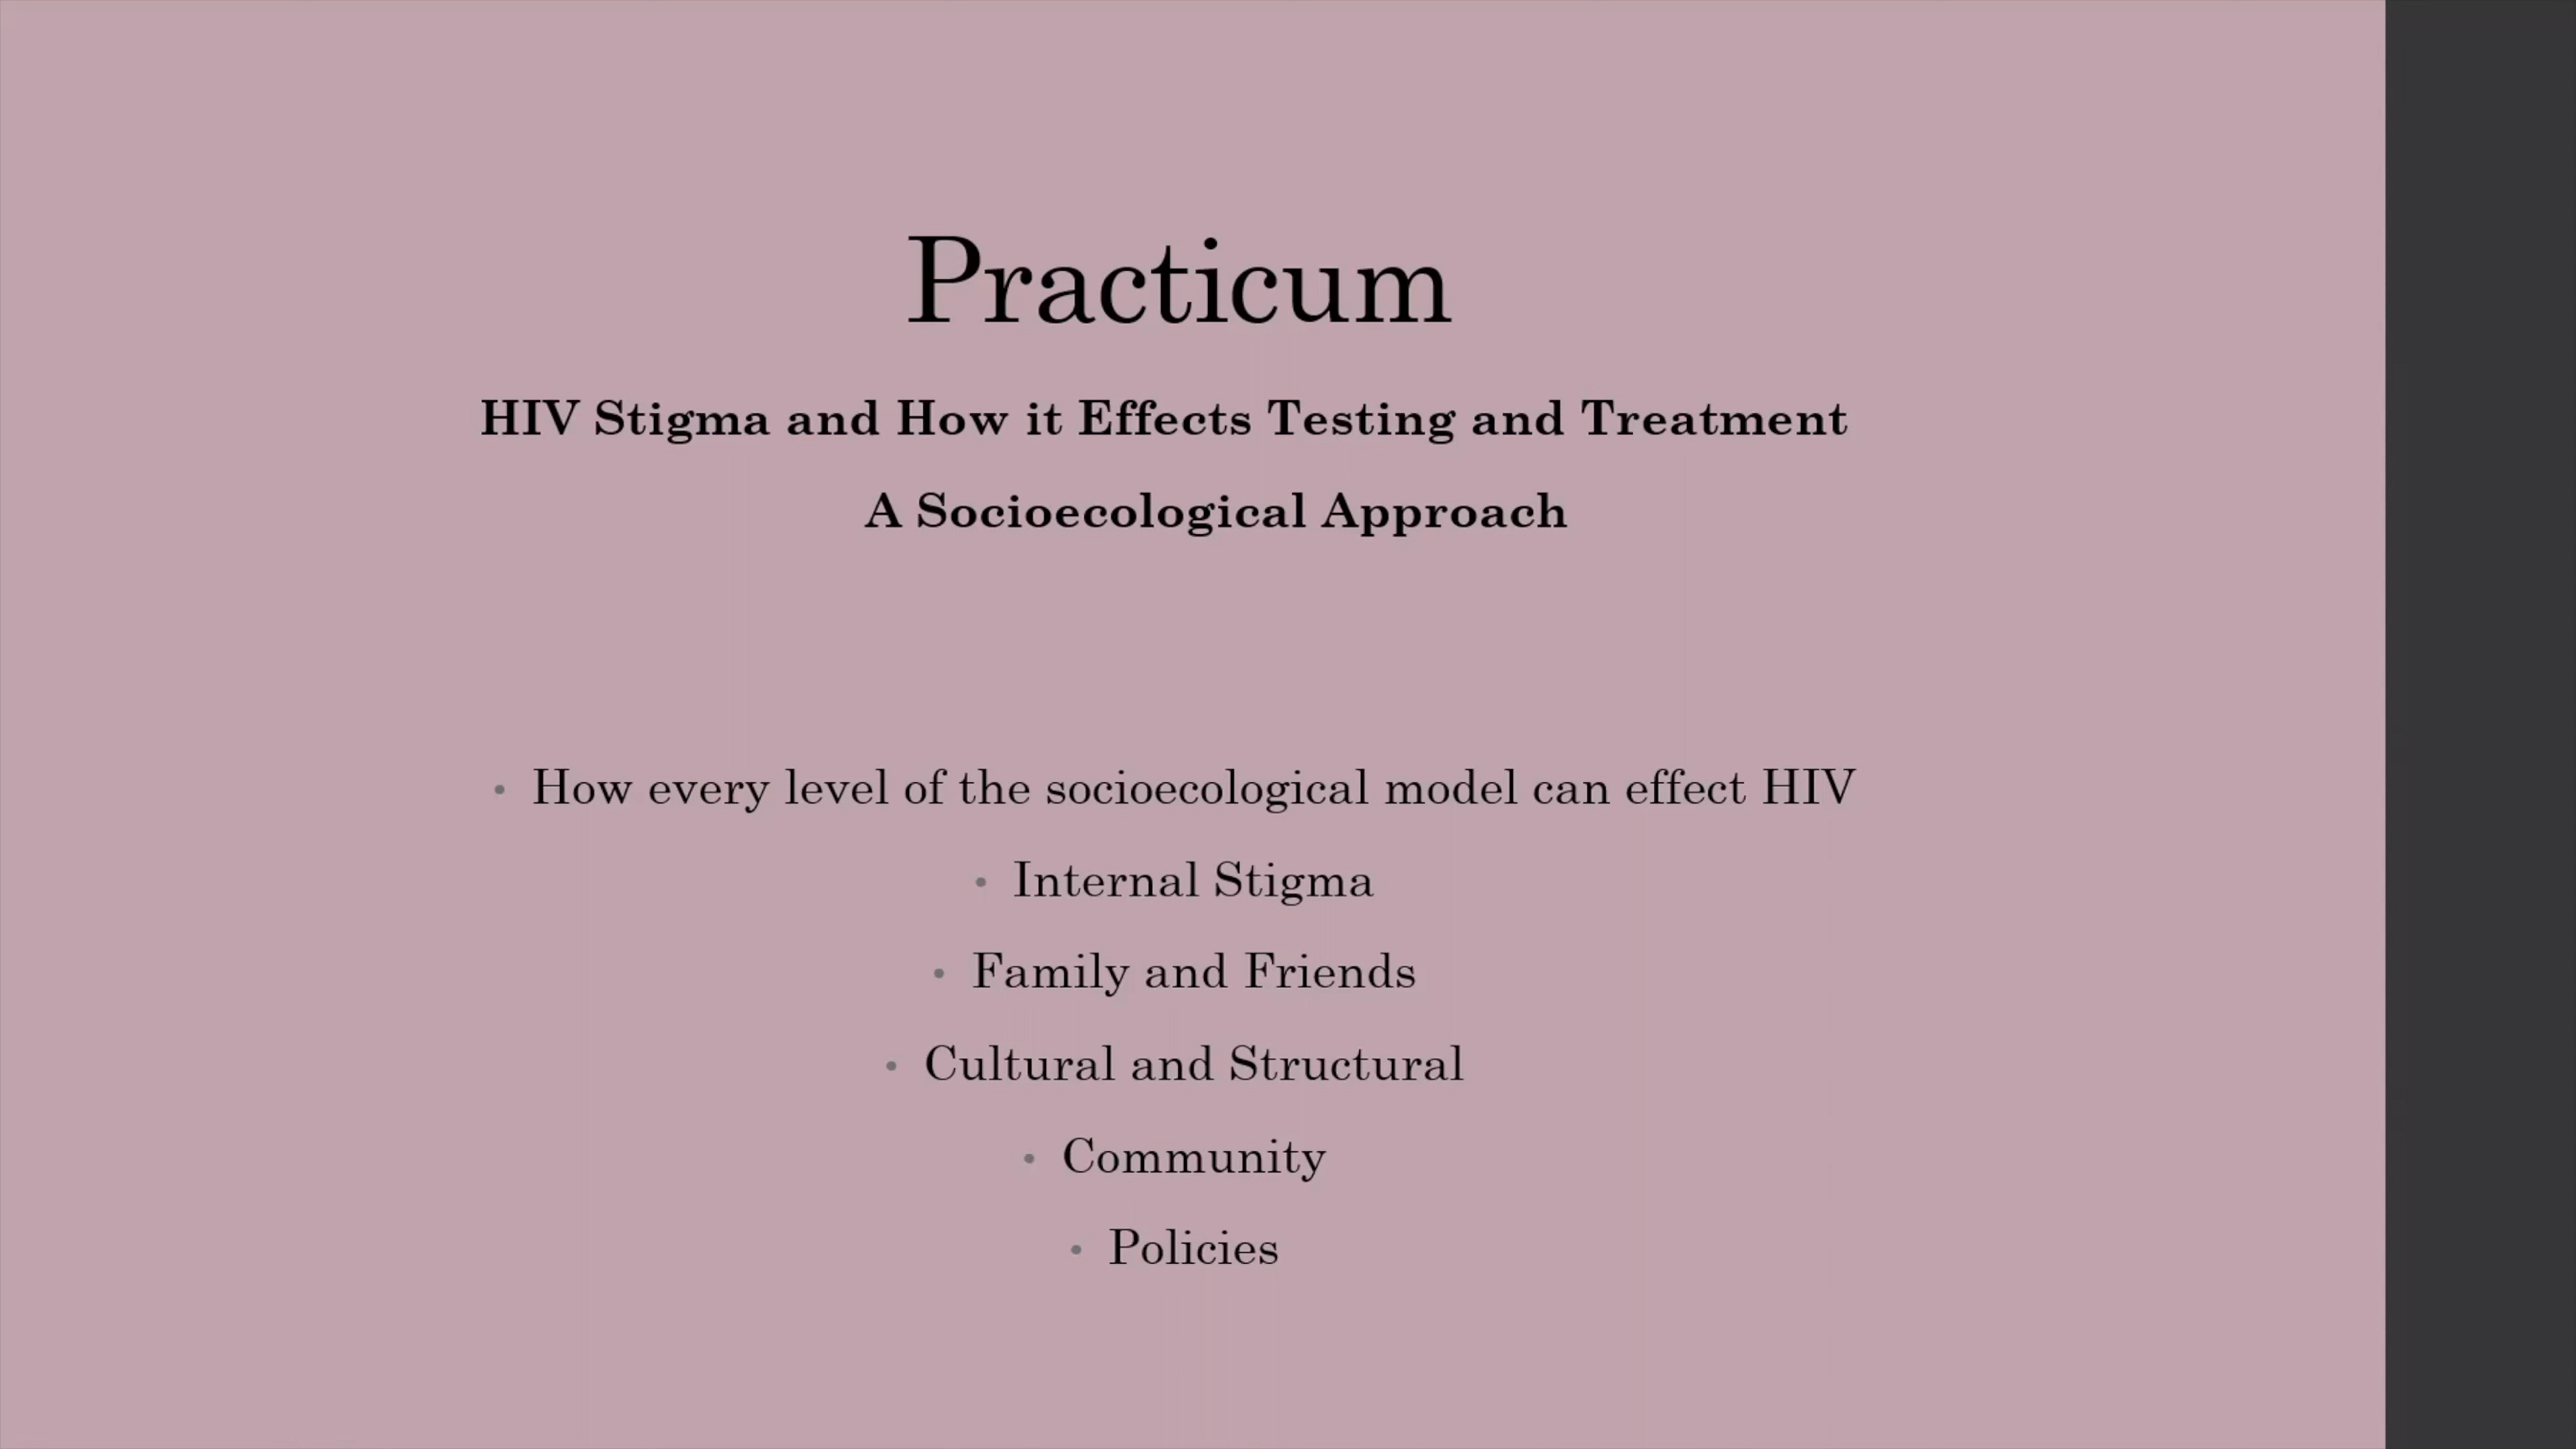 Practicum
HIV Stigma and How it Effects Testing and Treatment
A Socioecological Approach
• How every level of the socioecological model can effect HIV
• Internal Stigma
• Family and Friends
• Cultural and Structural
• Community
• Policies